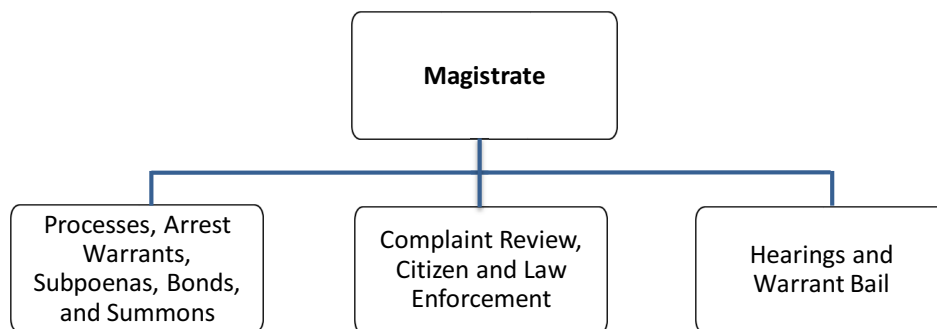 Magistrate
Processes, Arrest
Warrants,
Subpoenas, Bonds,
and Summons
Complaint Review,
Citizen and Law
Enforcement
Hearings and
Warrant Bail